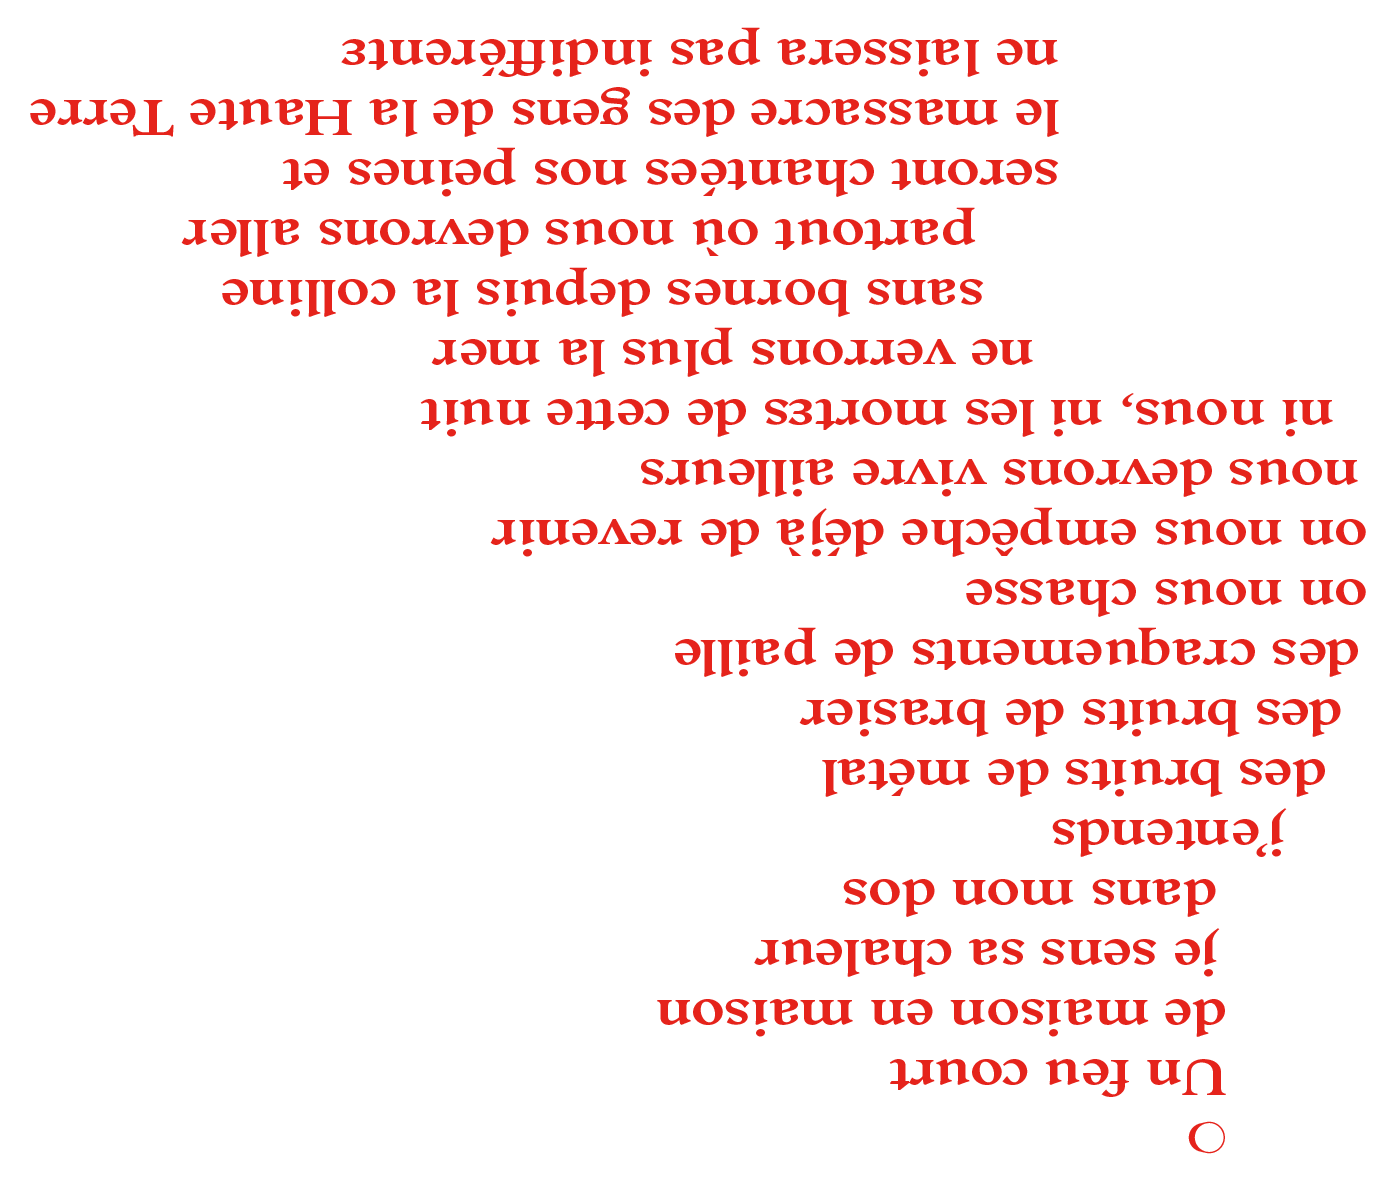 ○
Un feu court
de maison en maison
je sens sa chaleur
dans mon dos
j’entends
des bruits de métal
des bruits de brasier
des craquements de paille
on nous chasse
on nous empêche déjà de revenir
nous devrons vivre ailleurs
ni nous, ni les mortɛs de cette nuit
ne verrons plus la mer
sans bornes depuis la colline
partout où nous devrons aller
seront chantées nos peines et
le massacre des gens de la Haute Terre
ne laissera pas indifférentɛ